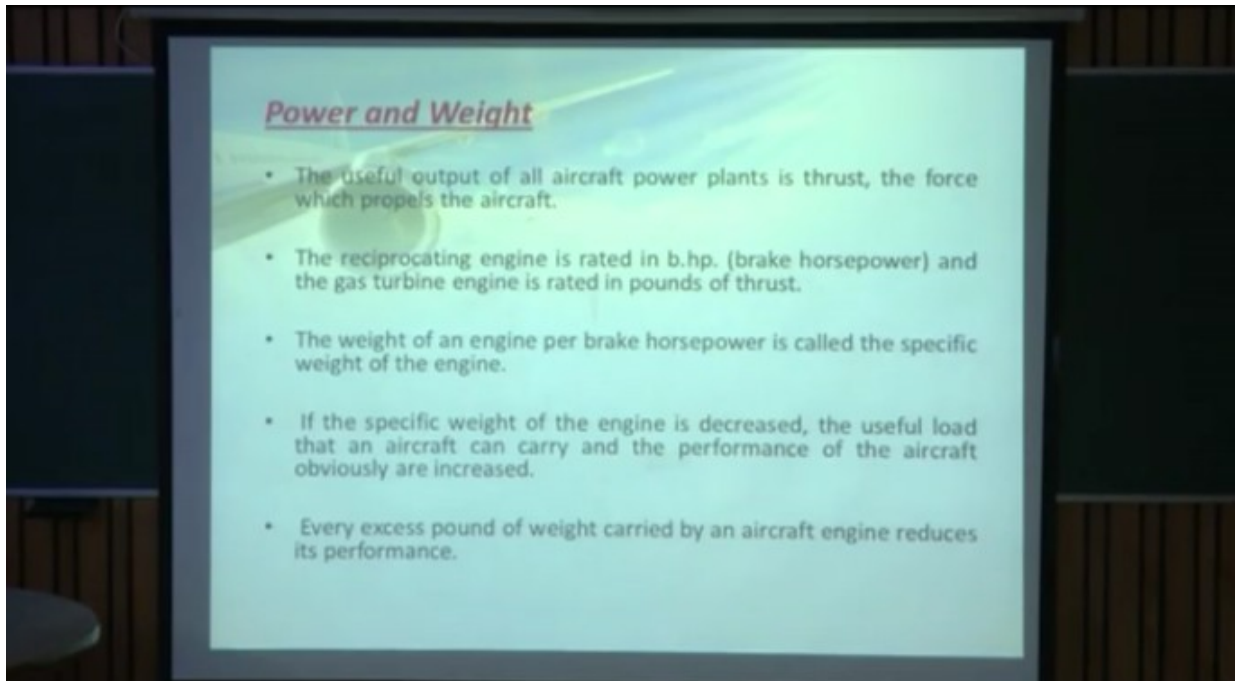 Power and Weight
• The useful output of all aircraft power plants is thrust, the force
which propels the aircraft.
• The reciprocating engine is rated in b.hp. (brake horsepower) and
the gas turbine engine is rated in pounds of thrust.
• The weight of an engine per brake horsepower is called the specific
weight of the engine.
• If the specific weight of the engine is decreased, the useful load
that an aircraft can carry and the performance of the aircraft
obviously are increased.
• Every excess pound of weight carried by an aircraft engine reduces
its performance.